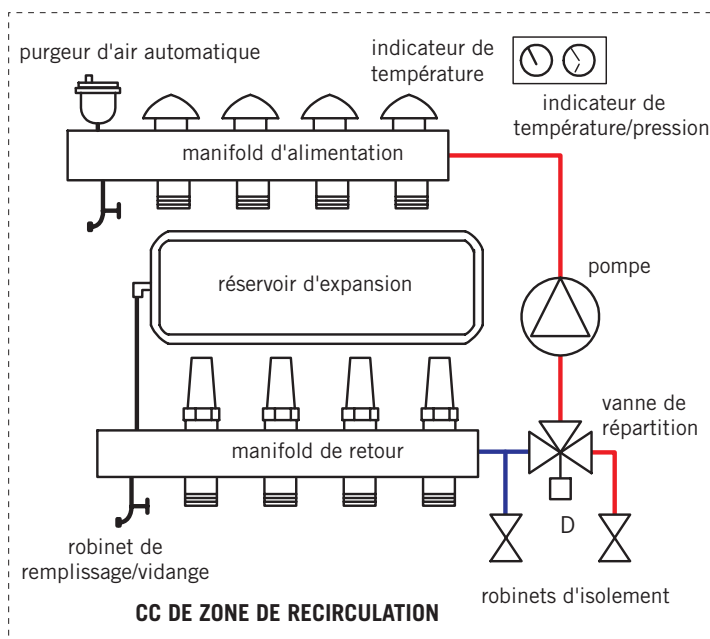 purgeur d'air automatique
indicateur de
température
indicateur de
température/pression
manifold d'alimentation
réservoir d'expansion
pompe
vanne de
répartition
manifold de retour
D
robinet de
remplissage/vidange
robinets d'isolement
CC DE ZONE DE RECIRCULATION